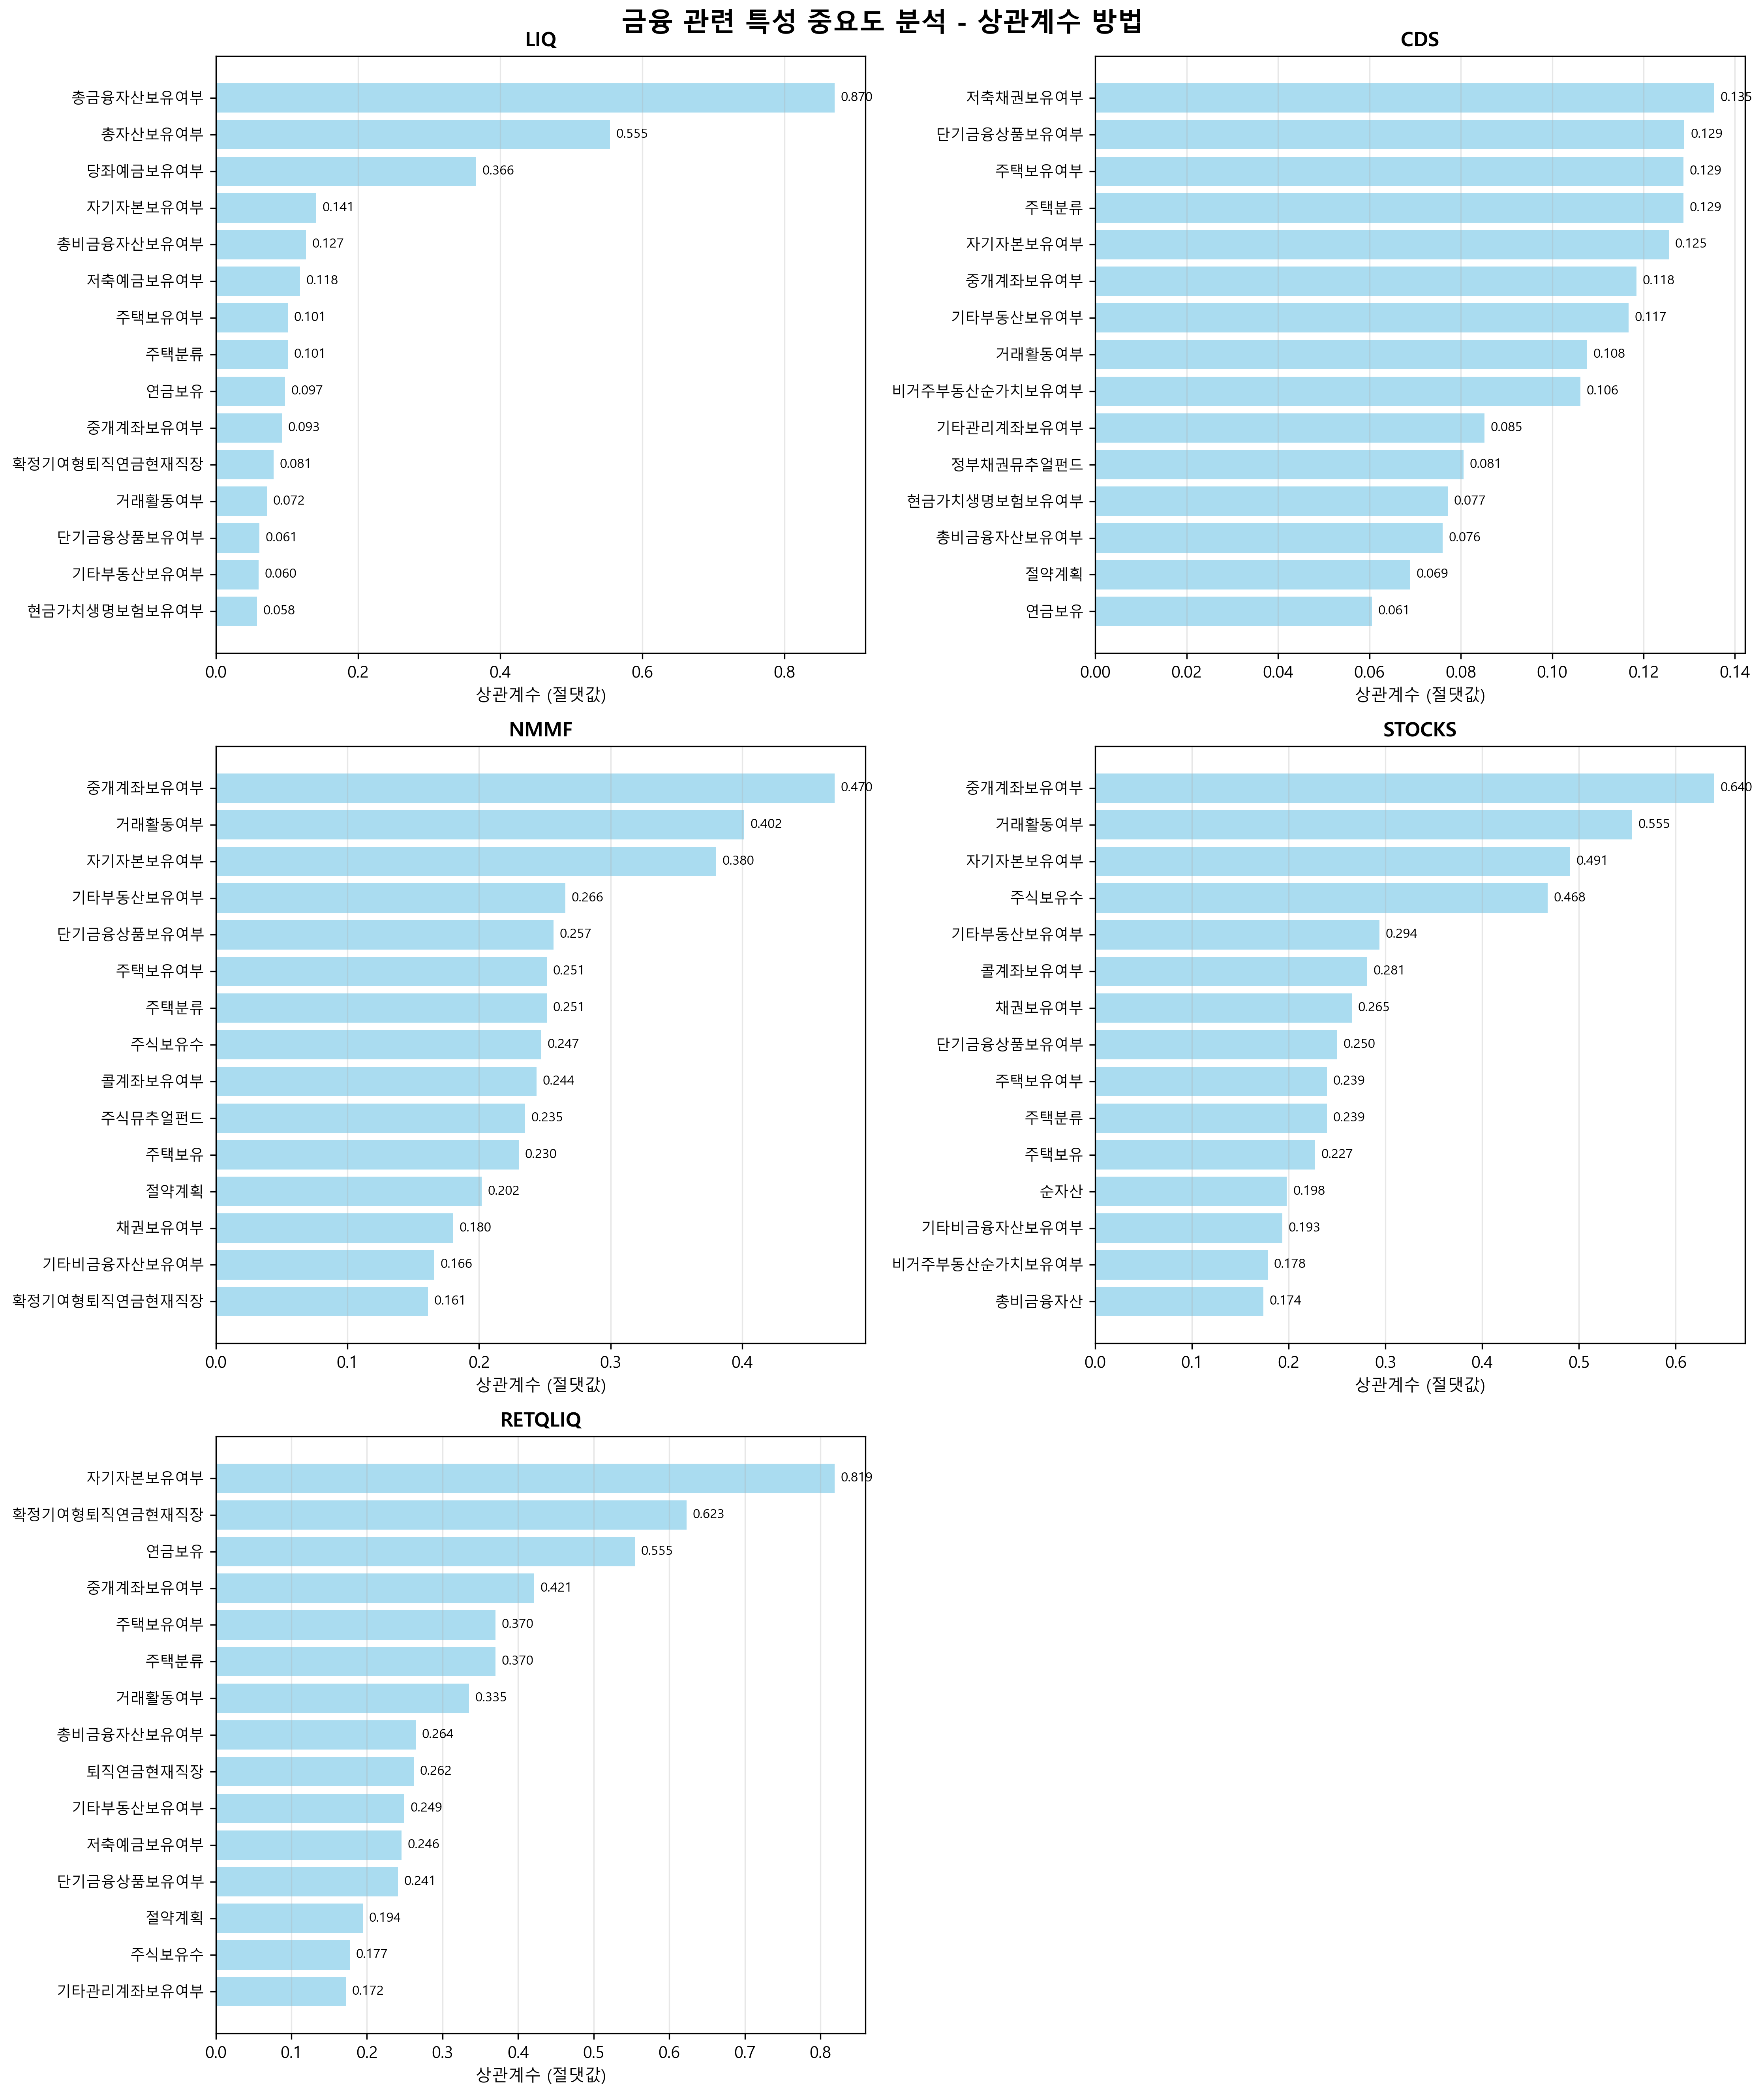 금융 관련 특성 중요도 분석 - 상관계수 방법
LIQ
총금융자산보유여부 0.870
총자산보유여부 0.555
당좌예금보유여부 0.366
자기자본보유여부 0.141
총비금융자산보유여부 0.127
저축예금보유여부 0.118
주택보유여부 0.101
주택분류 0.101
연금보유 0.097
중개계좌보유여부 0.093
확정기여형퇴직연금현재직장 0.081
거래활동여부 0.072
단기금융상품보유여부 0.061
기타부동산보유여부 0.060
현금가치생명보험보유여부 0.058
0.0 0.2 0.4 0.6 0.8
상관계수 (절댓값)
CDS
저축채권보유여부 0.135
단기금융상품보유여부 0.129
주택보유여부 0.129
주택분류 0.129
자기자본보유여부 0.125
중개계좌보유여부 0.118
기타부동산보유여부 0.117
거래활동여부 0.108
비거주부동산순가치보유여부 0.106
기타관리계좌보유여부 0.085
정부채권뮤추얼펀드 0.081
현금가치생명보험보유여부 0.077
총비금융자산보유여부 0.076
절약계획 0.069
연금보유 0.061
0.00 0.02 0.04 0.06 0.08 0.10 0.12 0.14
상관계수 (절댓값)
NMMF
중개계좌보유여부 0.470
거래활동여부 0.402
자기자본보유여부 0.380
기타부동산보유여부 0.266
단기금융상품보유여부 0.257
주택보유여부 0.251
주택분류 0.251
주식보유수 0.247
콜계좌보유여부 0.244
주식뮤추얼펀드 0.235
주택보유 0.230
절약계획 0.202
채권보유여부 0.180
기타비금융자산보유여부 0.166
확정기여형퇴직연금현재직장 0.161
0.0 0.1 0.2 0.3 0.4
상관계수 (절댓값)
STOCKS
중개계좌보유여부 0.640
거래활동여부 0.555
자기자본보유여부 0.491
주식보유수 0.468
기타부동산보유여부 0.294
콜계좌보유여부 0.281
채권보유여부 0.265
단기금융상품보유여부 0.250
주택보유여부 0.239
주택분류 0.239
주택보유 0.227
순자산 0.198
기타비금융자산보유여부 0.193
비거주부동산순가치보유여부 0.178
총비금융자산 0.174
0.0 0.1 0.2 0.3 0.4 0.5 0.6
상관계수 (절댓값)
RETQLIQ
자기자본보유여부 0.819
확정기여형퇴직연금현재직장 0.623
연금보유 0.555
중개계좌보유여부 0.421
주택보유여부 0.370
주택분류 0.370
거래활동여부 0.335
총비금융자산보유여부 0.264
퇴직연금현재직장 0.262
기타부동산보유여부 0.249
저축예금보유여부 0.246
단기금융상품보유여부 0.241
절약계획 0.194
주식보유수 0.177
기타관리계좌보유여부 0.172
0.0 0.1 0.2 0.3 0.4 0.5 0.6 0.7 0.8
상관계수 (절댓값)